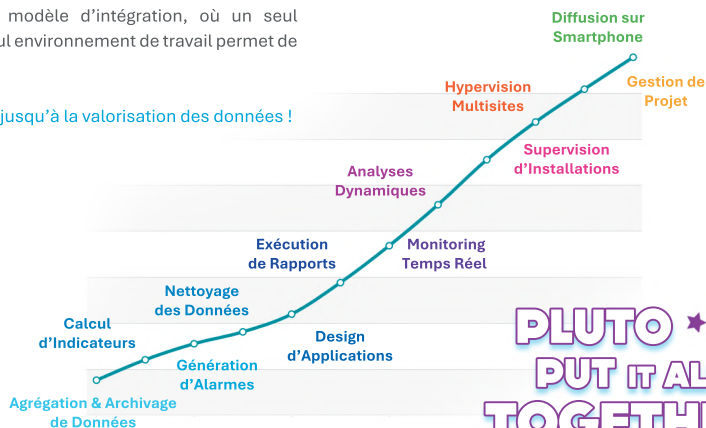 modèle d'intégration, où un seul
ul environnement de travail permet de
jusqu'à la valorisation des données !
Diffusion sur
Smartphone
Gestion de
Projet
Hypervision
Multisites
Supervision
d'Installations
Analyses
Dynamiques
Exécution
de Rapports
Monitoring
Temps Réel
Nettoyage
des Données
Calcul
d'Indicateurs
Design
d'Applications
Génération
d'Alarmes
Agrégation & Archivage
de Données
PLUTO
PUT IT AL
TOGETH